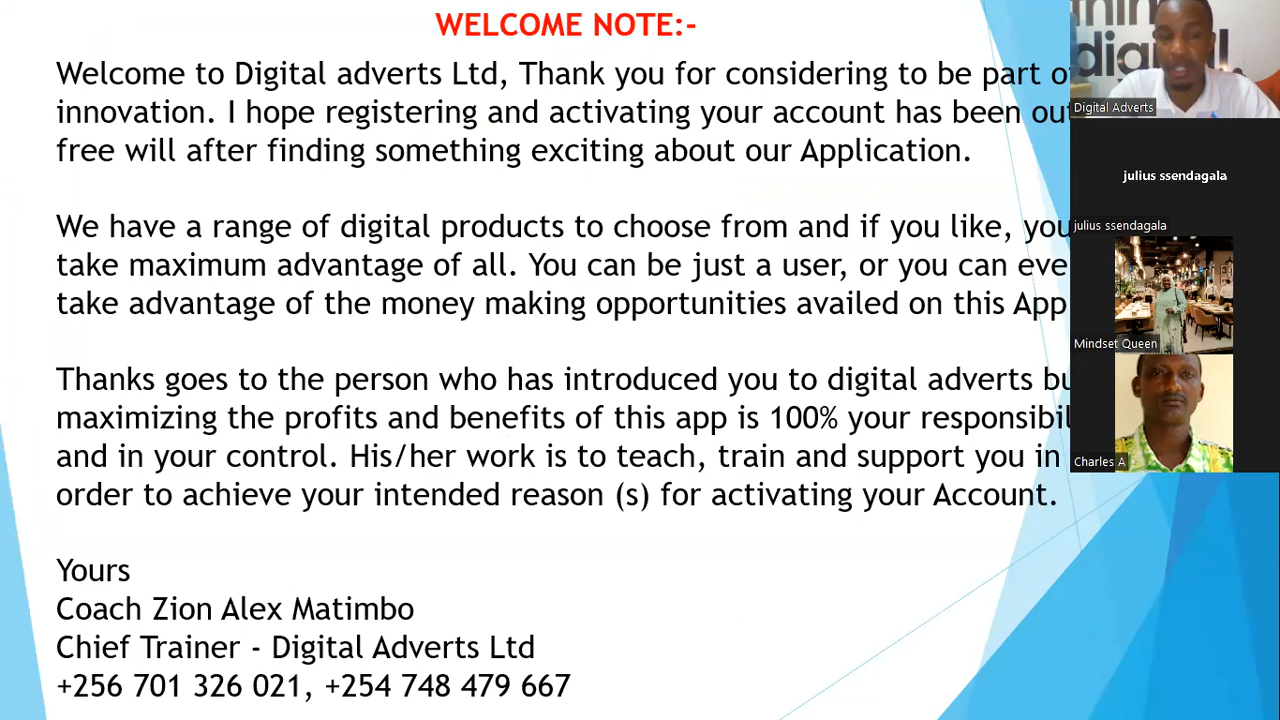 WELCOME NOTE:-
Welcome to Digital adverts Ltd, Thank you for considering to be part
innovation. I hope registering and activating your account has been
free will after finding something exciting about our Application.
We have a range of digital products to choose from and if you like, you
take maximum advantage of all. You can be just a user, or you can
take advantage of the money making opportunities availed on this App
Thanks goes to the person who has introduced you to digital adverts
maximizing the profits and benefits of this app is 100% your
and in your control. His/her work is to teach, train and support you in
order to achieve your intended reason (s) for activating your Account.
Yours
Coach Zion Alex Matimbo
Chief Trainer - Digital Adverts Ltd
+256 701 326 021, +254 748 479 667
digital.
Digital Adverts
julius ssendagala
julius ssendagala
Mindset Queen
Charles A